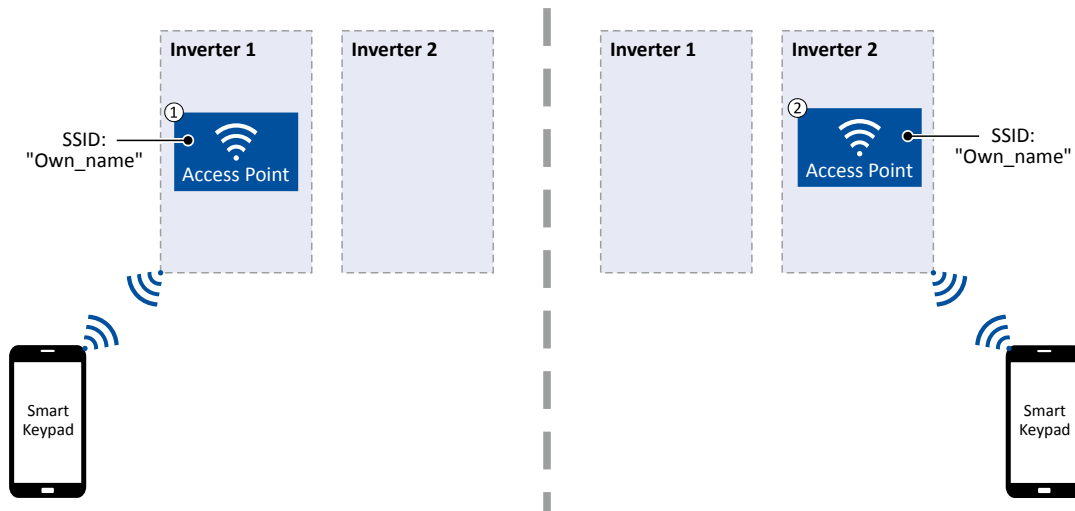 Inverter 1
Inverter 2
①
SSID:
"Own_name"
Access Point
Smart
Keypad
Inverter 1
Inverter 2
②
SSID:
"Own_name"
Access Point
Smart
Keypad